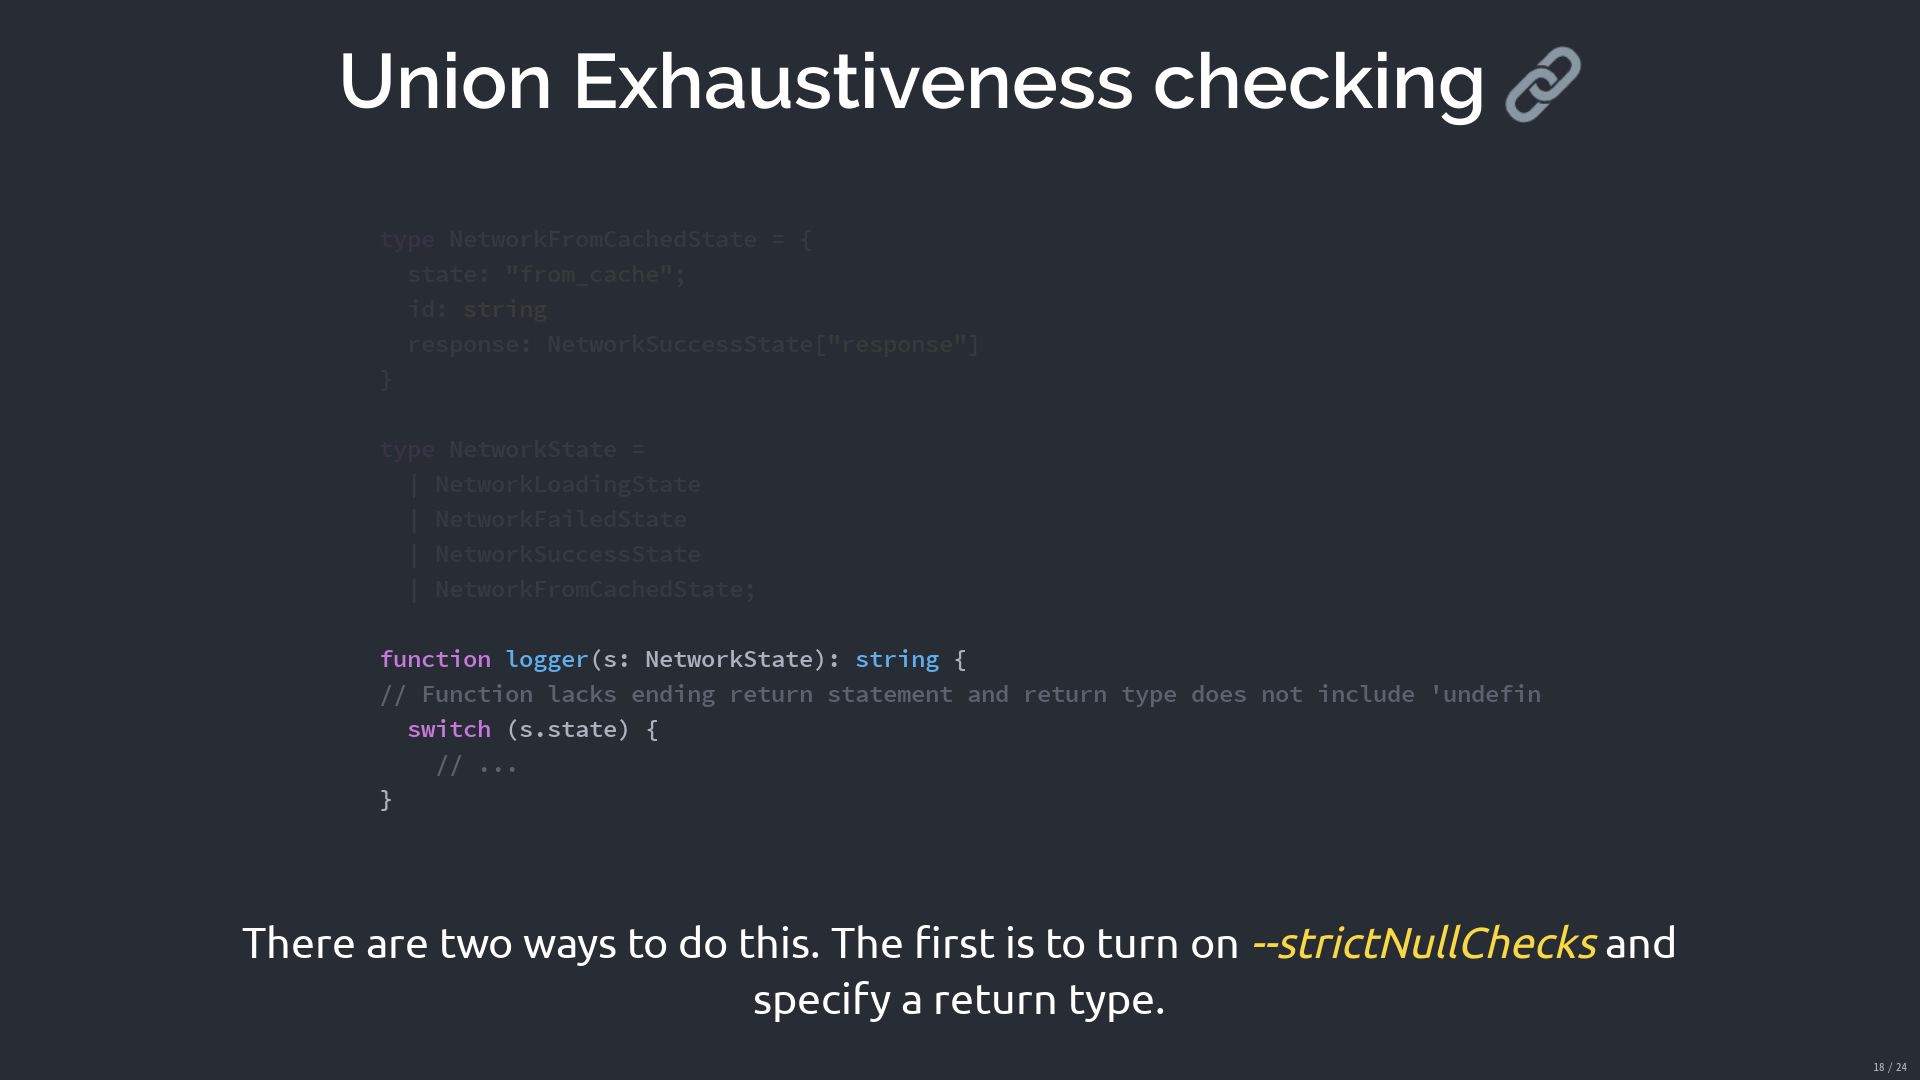 Union Exhaustiveness checking
type NetworkFromCachedState = {
  state: "from_cache";
  id: string
  response: NetworkSuccessState["response"]
}
type NetworkState =
  | NetworkLoadingState
  | NetworkFailedState
  | NetworkSuccessState
  | NetworkFromCachedState;
function logger(s: NetworkState): string {
// Function lacks ending return statement and return type does not include 'undefin
  switch (s.state) {
    // ...
}
There are two ways to do this. The first is to turn on --strictNullChecks and
specify a return type.
18 / 24